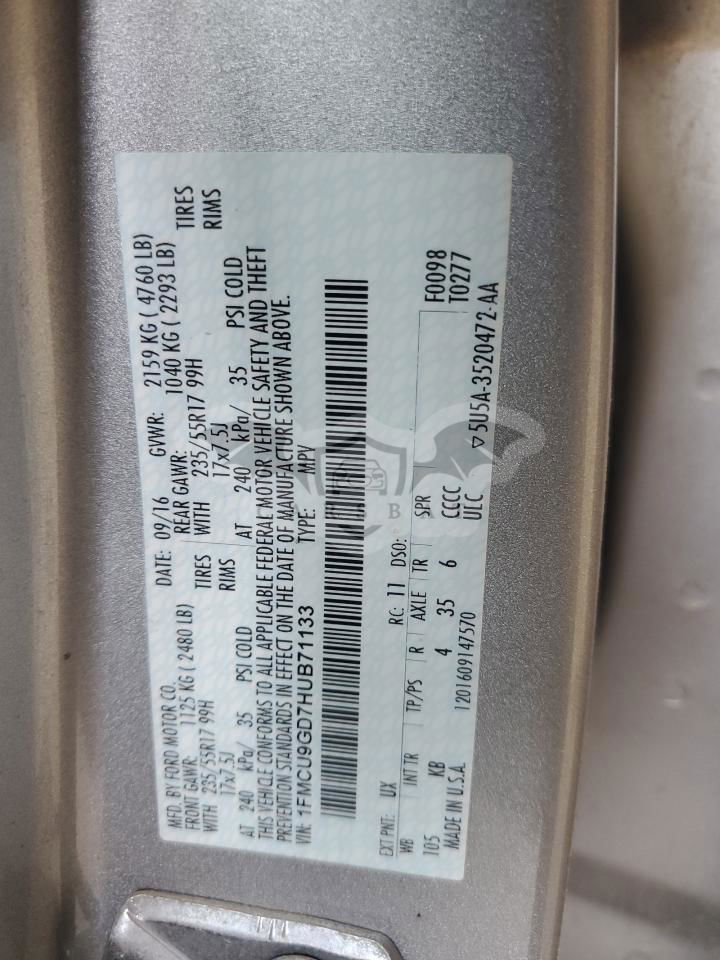 MFD. BY FORD MOTOR CO. DATE: 09/16 GVWR: 2159 KG ( 4760 LB)
FRONT GAWR: 1125 KG ( 2480 LB) REAR GAWR: 1040 KG ( 2293 LB)
WITH 235/55R17 99H TIRES WITH 235/55R17 99H TIRES
17x7.5J RIMS 17x7.5J RIMS
AT 240 kPa/ 35 PSI COLD AT 240 kPa/ 35 PSI COLD
THIS VEHICLE CONFORMS TO ALL APPLICABLE FEDERAL MOTOR VEHICLE SAFETY AND THEFT
PREVENTION STANDARDS IN EFFECT ON THE DATE OF MANUFACTURE SHOWN ABOVE.
VIN: 1FMCU9GD7HUB71133 TYPE: MPV
EXT PNT: UX RC: 11 DSO: F0098
T0277
WB INT TR TP/PS R AXLE TR SPR
105 KB 4 35 6 CCCC
ULC
MADE IN U.S.A. 1201609147570 ▽5U5A-3520472-AA